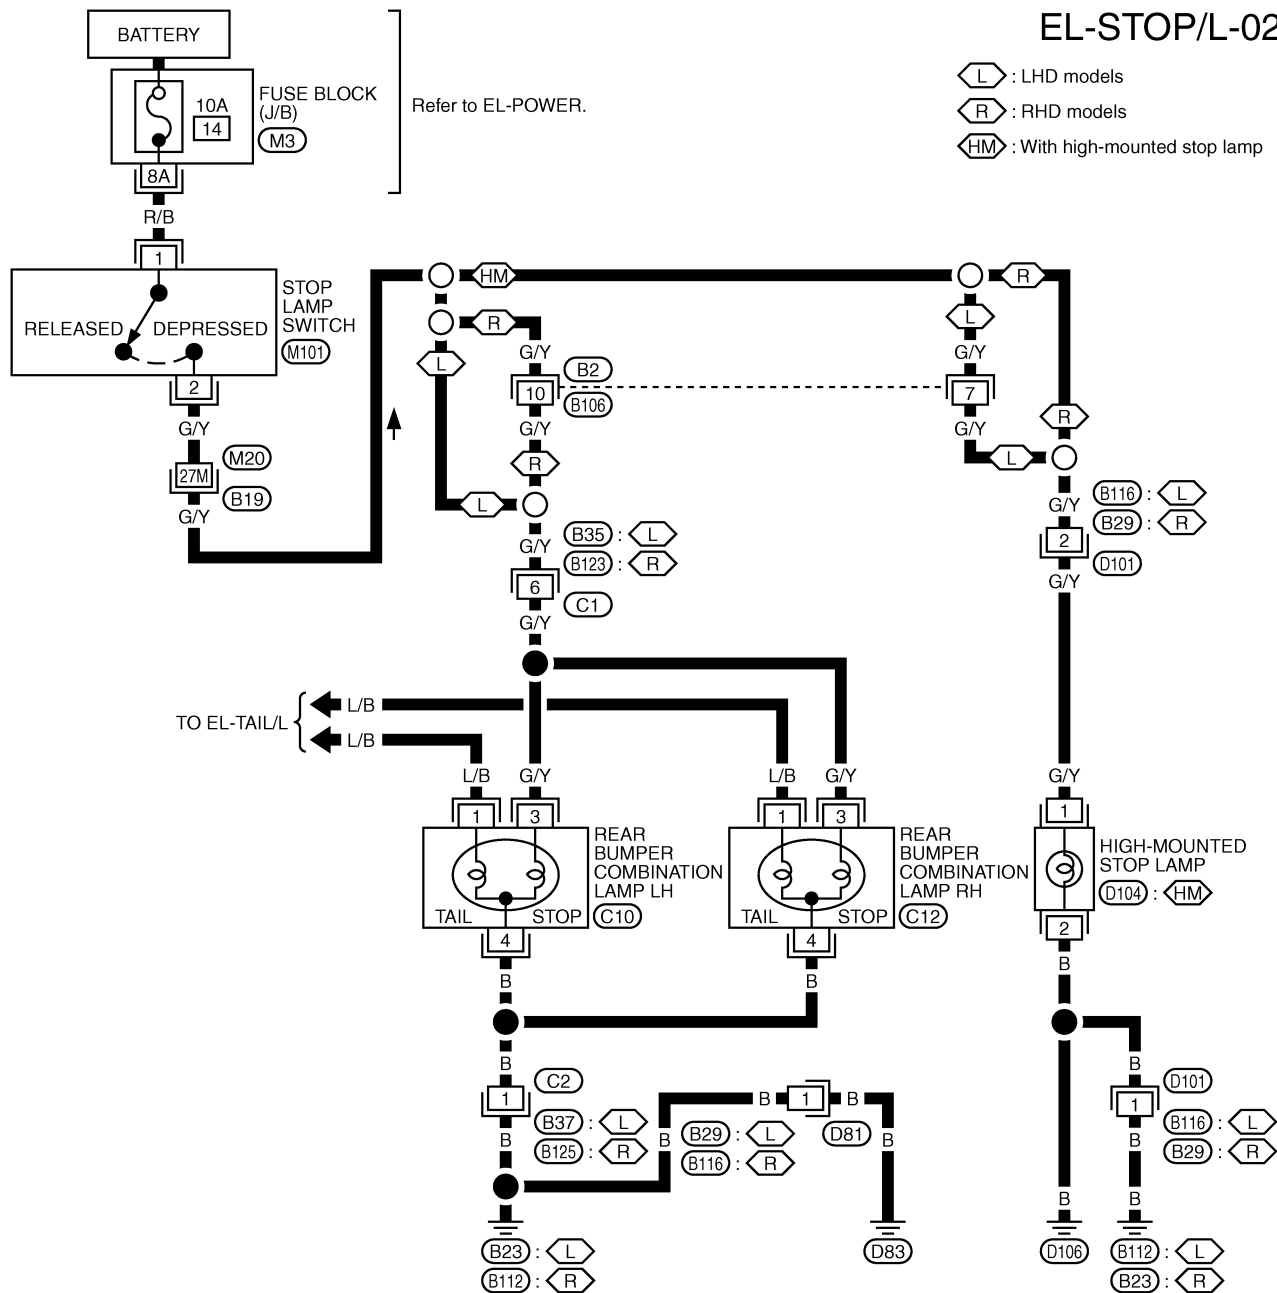 EL-STOP/L-02
BATTERY
L : LHD models
R : RHD models
HM : With high-mounted stop lamp
10A
14
FUSE BLOCK
(J/B)
M3
Refer to EL-POWER.
8A
R/B
1
STOP
LAMP
SWITCH
M101
RELEASED
DEPRESSED
2
G/Y
27M
M20
B19
G/Y
HM
R
L
R
G/Y
B2
10
B106
G/Y
R
L
L
G/Y
7
G/Y
L
R
B35 : L
B123 : R
G/Y
6
C1
G/Y
G/Y
B116 : L
B29 : R
2
D101
G/Y
TO EL-TAIL/L
L/B
L/B
L/B
G/Y
L/B
G/Y
G/Y
1
3
1
3
1
REAR
BUMPER
COMBINATION
LAMP LH
C10
TAIL
STOP
4
REAR
BUMPER
COMBINATION
LAMP RH
C12
TAIL
STOP
4
HIGH-MOUNTED
STOP LAMP
D104 : HM
2
B
B
B
B
C2
1
B37 : L
B125 : R
B
B
B
1
B
B29 : L
B116 : R
D81
B
B
D101
1
B116 : L
B29 : R
B
B
B
B23 : L
B112 : R
D83
D106
B112 : L
B23 : R